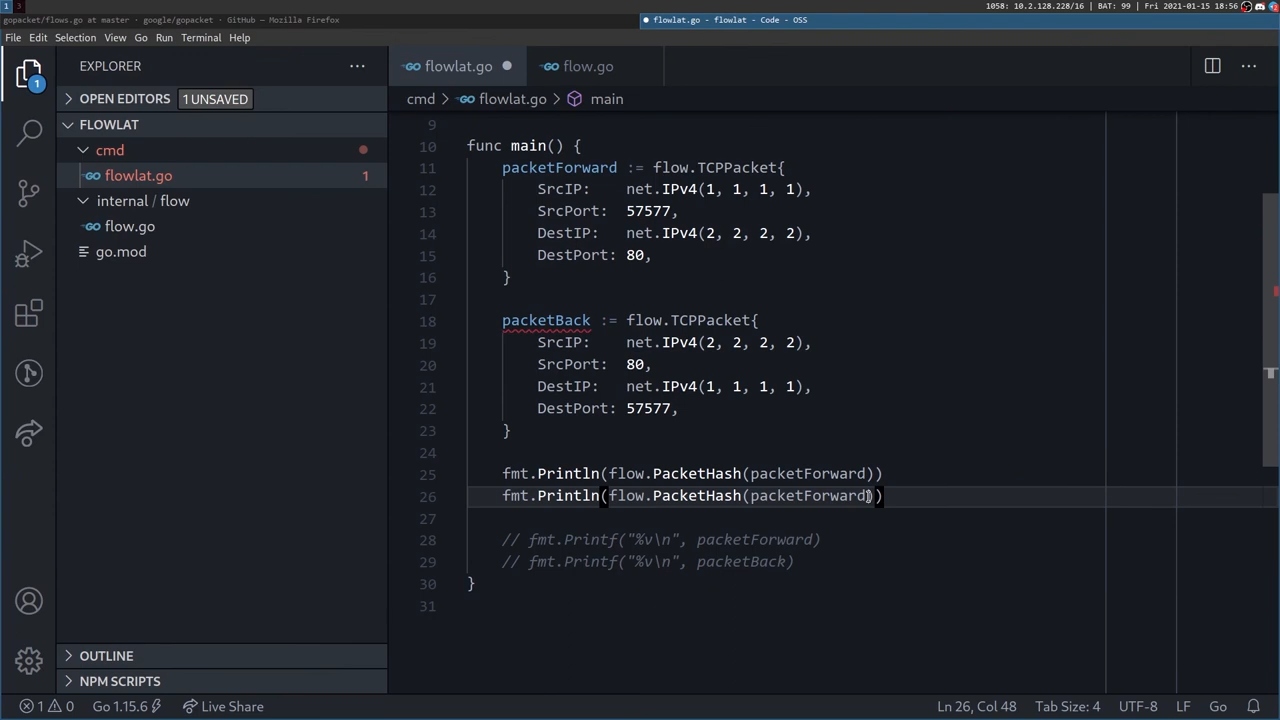 1 3
1058: 10.2.128.228/16 | BAT: 99 | Fri 2021-01-15 18:56
gopacket/flows.go at master · google/gopacket · GitHub — Mozilla Firefox
● flowlat.go - flowlat - Code - OSS
File Edit Selection View Go Run Terminal Help
EXPLORER
OPEN EDITORS 1 UNSAVED
FLOWLAT
cmd
flowlat.go 1
internal / flow
flow.go
go.mod
OUTLINE
NPM SCRIPTS
1
flowlat.go
flow.go
cmd > flowlat.go > main
9
10 func main() {
11 packetForward := flow.TCPPacket{
12 SrcIP: net.IPv4(1, 1, 1, 1),
13 SrcPort: 57577,
14 DestIP: net.IPv4(2, 2, 2, 2),
15 DestPort: 80,
16 }
17
18 packetBack := flow.TCPPacket{
19 SrcIP: net.IPv4(2, 2, 2, 2),
20 SrcPort: 80,
21 DestIP: net.IPv4(1, 1, 1, 1),
22 DestPort: 57577,
23 }
24
25 fmt.Println(flow.PacketHash(packetForward))
26 fmt.Println(flow.PacketHash(packetForward))
27
28 // fmt.Printf("%v\n", packetForward)
29 // fmt.Printf("%v\n", packetBack)
30 }
31
1 0 Go 1.15.6 Live Share Ln 26, Col 48 Tab Size: 4 UTF-8 LF Go